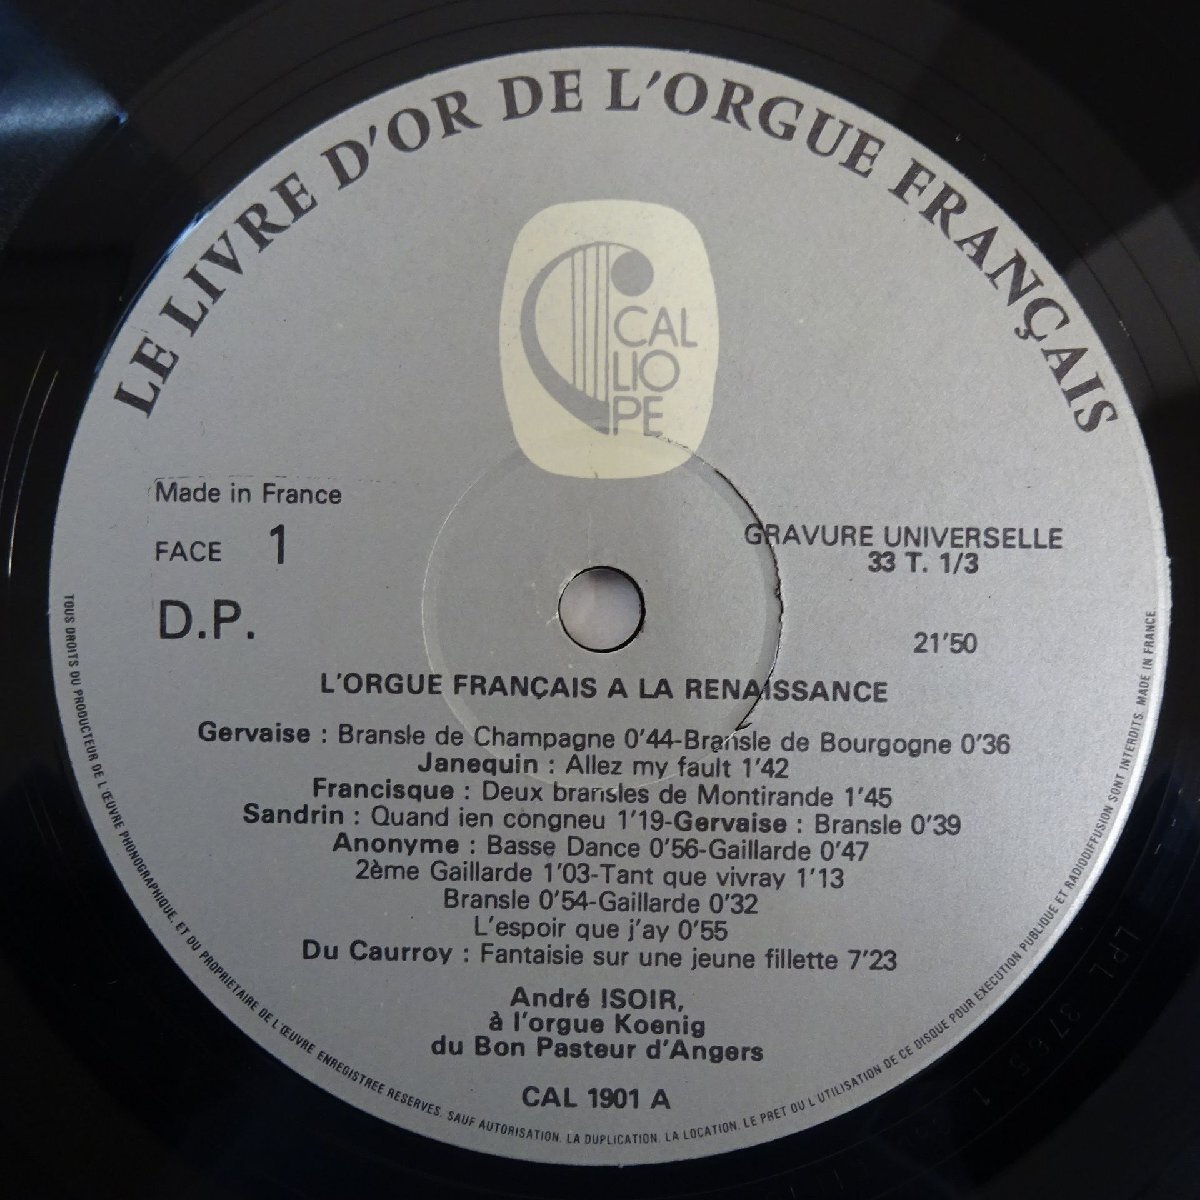 LE LIVRE D'OR DE L'ORGUE FRANÇAIS
CAL
LIO
PE
Made in France
FACE 1
D.P.
GRAVURE UNIVERSELLE
33 T. 1/3
21'50
L'ORGUE FRANÇAIS A LA RENAISSANCE
Gervaise : Bransle de Champagne 0'44-Bransle de Bourgogne 0'36
Janequin : Allez my fault 1'42
Francisque : Deux bransles de Montirande 1'45
Sandrin : Quand ien congneu 1'19-Gervaise : Bransle 0'39
Anonyme : Basse Dance 0'56-Gaillarde 0'47
2ème Gaillarde 1'03-Tant que vivray 1'13
Bransle 0'54-Gaillarde 0'32
L'espoir que j'ay 0'55
Du Caurroy : Fantaisie sur une jeune fillette 7'23
André ISOIR,
à l'orgue Koenig
du Bon Pasteur d'Angers
CAL 1901 A
TOUS DROITS DU PRODUCTEUR DE L'ŒUVRE PHONOGRAPHIQUE, ET DU PROPRIETAIRE DE L'ŒUVRE ENREGISTREE RESERVES. SAUF AUTORISATION. LA DUPLICATION. LA LOCATION. LE PRET OU L'UTILISATION DE CE DISQUE POUR EXECUTION PUBLIQUE ET RADIODIFFUSION SONT INTERDITS. MADE IN FRANCE.